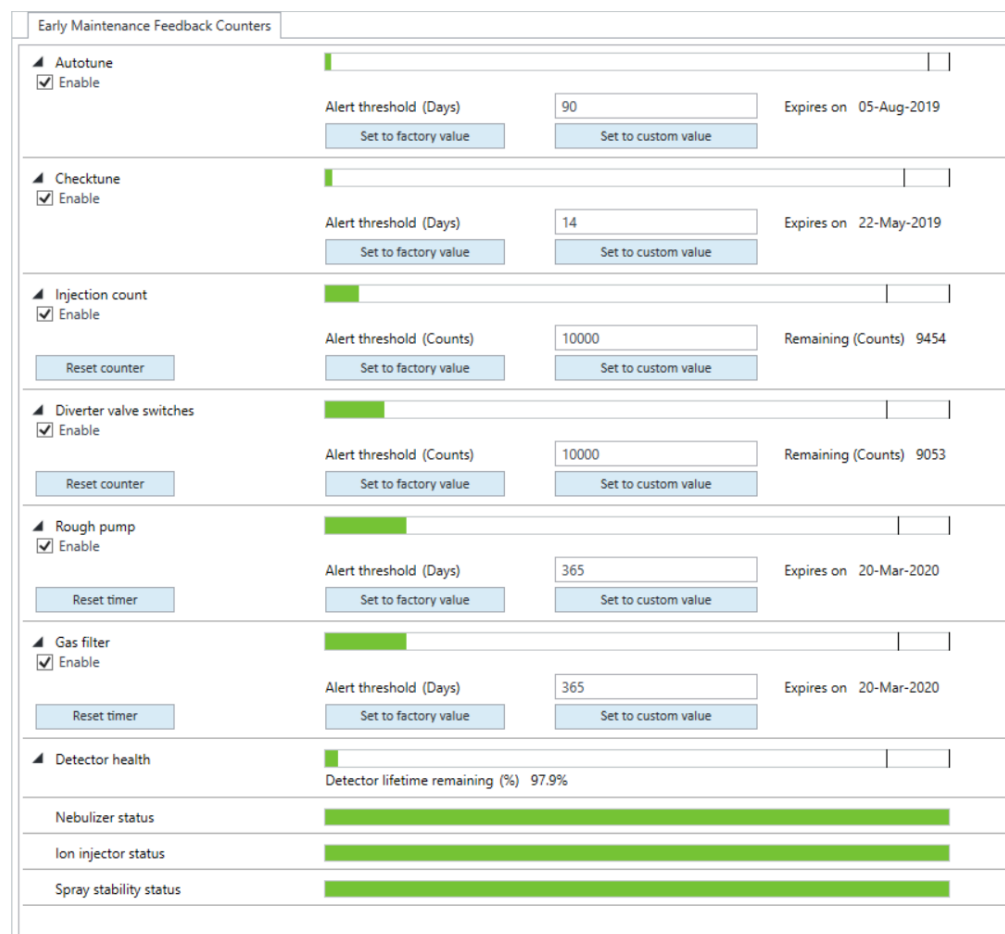 Early Maintenance Feedback Counters
Autotune
Enable
Alert threshold (Days) 90 Expires on 05-Aug-2019
Set to factory value Set to custom value
Checktune
Enable
Alert threshold (Days) 14 Expires on 22-May-2019
Set to factory value Set to custom value
Injection count
Enable
Alert threshold (Counts) 10000 Remaining (Counts) 9454
Reset counter Set to factory value Set to custom value
Diverter valve switches
Enable
Alert threshold (Counts) 10000 Remaining (Counts) 9053
Reset counter Set to factory value Set to custom value
Rough pump
Enable
Alert threshold (Days) 365 Expires on 20-Mar-2020
Reset timer Set to factory value Set to custom value
Gas filter
Enable
Alert threshold (Days) 365 Expires on 20-Mar-2020
Reset timer Set to factory value Set to custom value
Detector health
Detector lifetime remaining (%) 97.9%
Nebulizer status
Ion injector status
Spray stability status